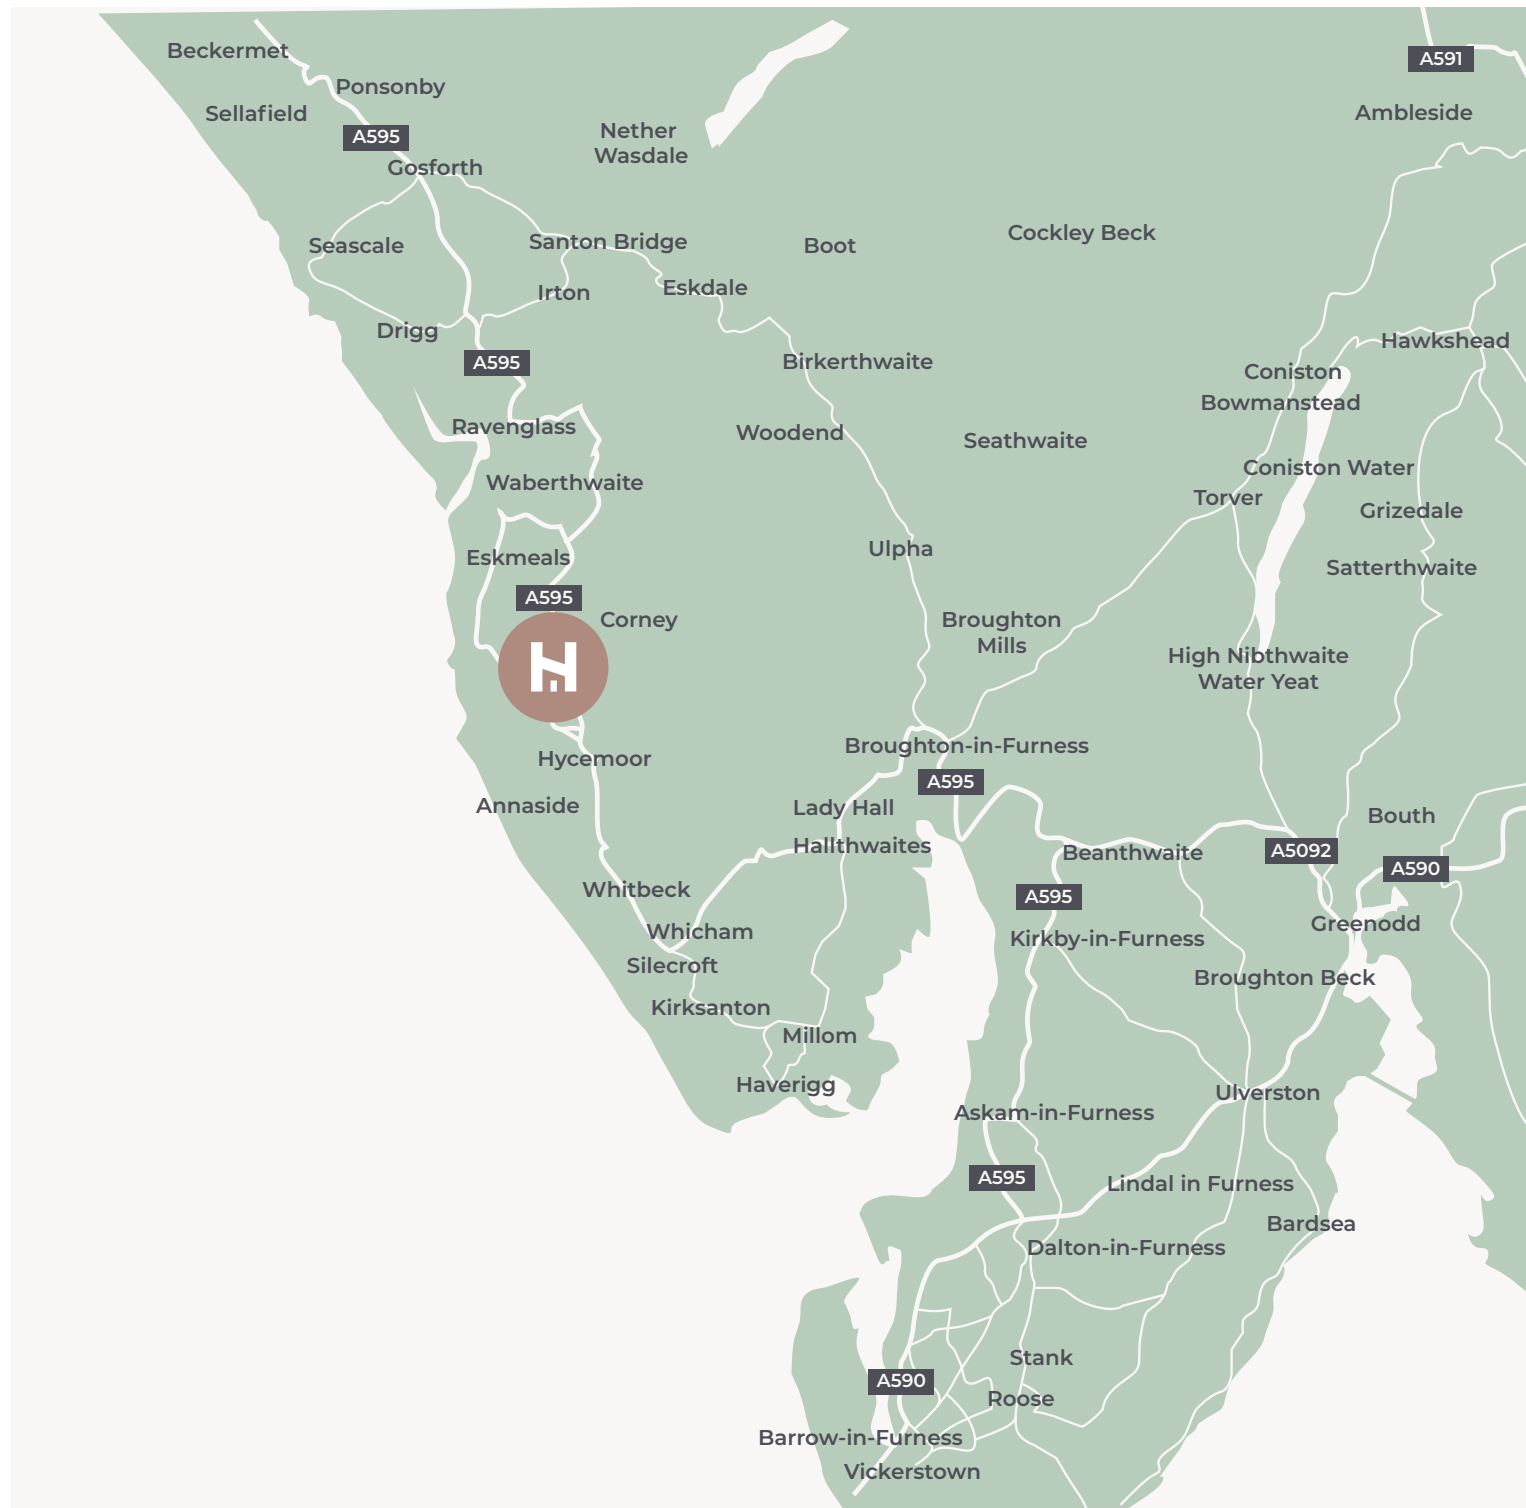 Beckermet
A591
Ponsonby
Sellafield
Ambleside
A595
Nether
Wasdale
Gosforth
Cockley Beck
Seascale
Santon Bridge
Boot
Irton
Eskdale
Drigg
Hawkshead
A595
Birkerthwaite
Coniston
Bowmanstead
Ravenglass
Woodend
Seathwaite
Coniston Water
Waberthwaite
Torver
Grizedale
Eskmeals
Ulpha
Satterthwaite
A595
Corney
Broughton
Mills
H
High Nibthwaite
Water Yeat
Hycemoor
Broughton-in-Furness
A595
Annaside
Lady Hall
Bouth
Hallthwaites
Beanthwaite
A5092
A590
Whitbeck
A595
Whicham
Kirkby-in-Furness
Greenodd
Silecroft
Broughton Beck
Kirksanton
Millom
Haverigg
Ulverston
Askam-in-Furness
A595
Lindal in Furness
Bardsea
Dalton-in-Furness
Stank
A590
Roose
Barrow-in-Furness
Vickerstown